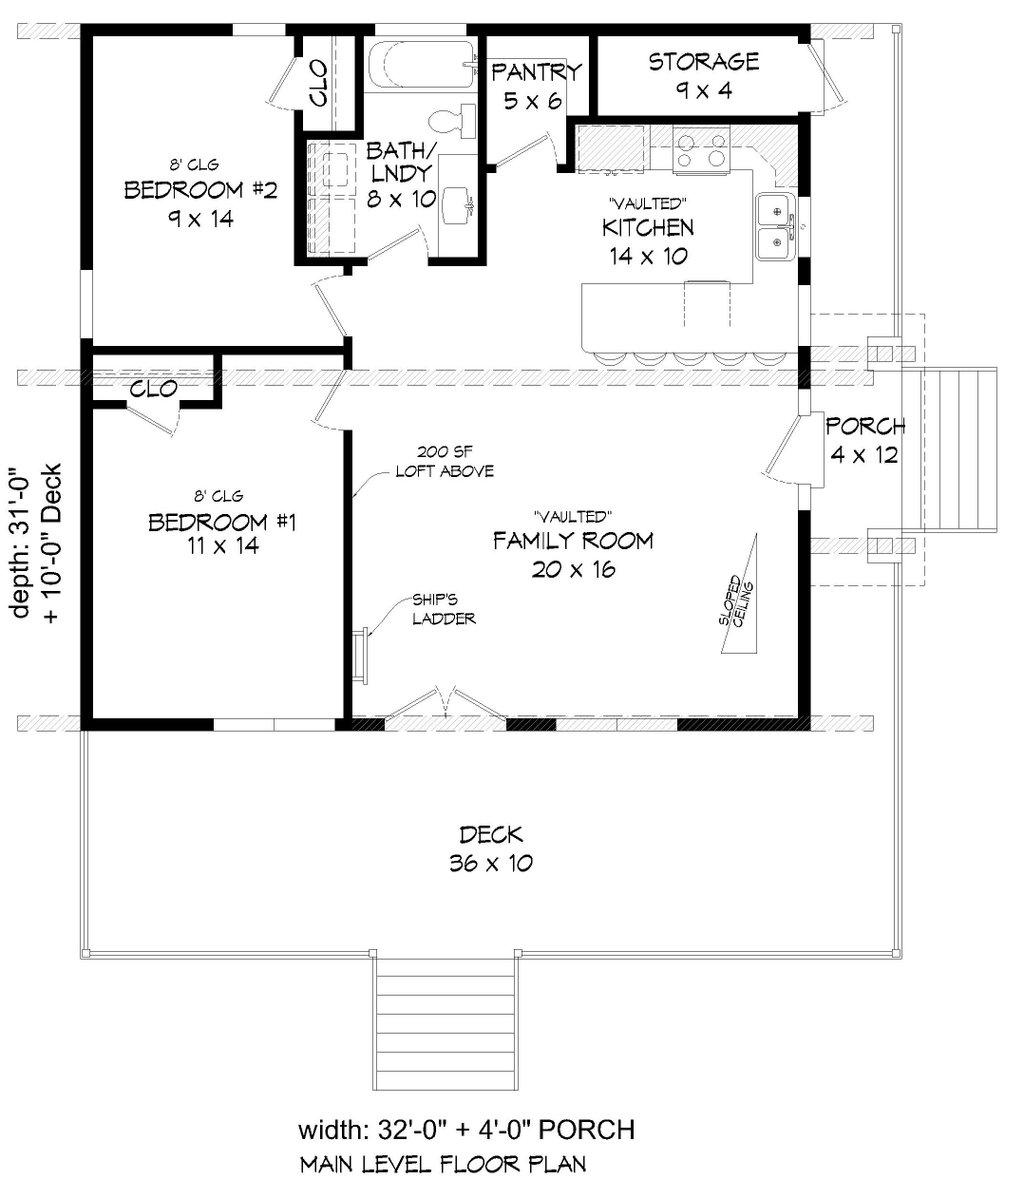 CLO
PANTRY
5 x 6
STORAGE
9 x 4
8' CLG
BEDROOM #2
9 x 14
BATH/
LNDY
8 x 10
"VAULTED"
KITCHEN
14 x 10
CLO
PORCH
4 x 12
200 SF
LOFT ABOVE
8' CLG
BEDROOM #1
11 x 14
"VAULTED"
FAMILY ROOM
20 x 16
SHIP'S
LADDER
SLOPED
CEILING
depth: 31'-0"
+ 10'-0" Deck
DECK
36 x 10
width: 32'-0" + 4'-0" PORCH
MAIN LEVEL FLOOR PLAN